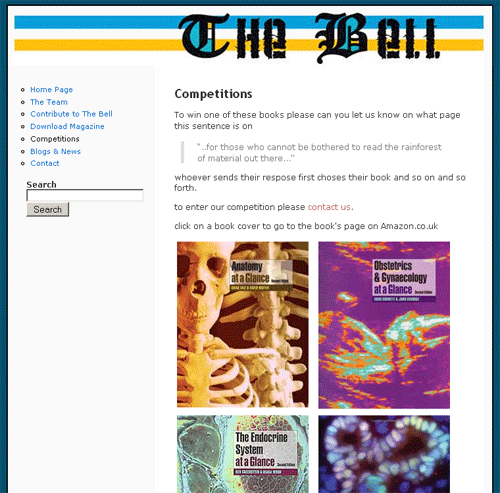 The Bell
Home Page
The Team
Contribute to The Bell
Download Magazine
Competitions
Blogs & News
Contact
Search
Search
Competitions
To win one of these books please can you let us know on what page
this sentence is on
"..for those who cannot be bothered to read the rainforest
of material out there..."
whoever sends their respose first choses their book and so on and so
forth.
to enter our competition please contact us.
click on a book cover to go to the book's page on Amazon.co.uk
Anatomy
at a Glance
Second Edition
Obstetrics
& Gynaecology
at a Glance
Second Edition
The Endocrine
System
at a Glance
Second Edition